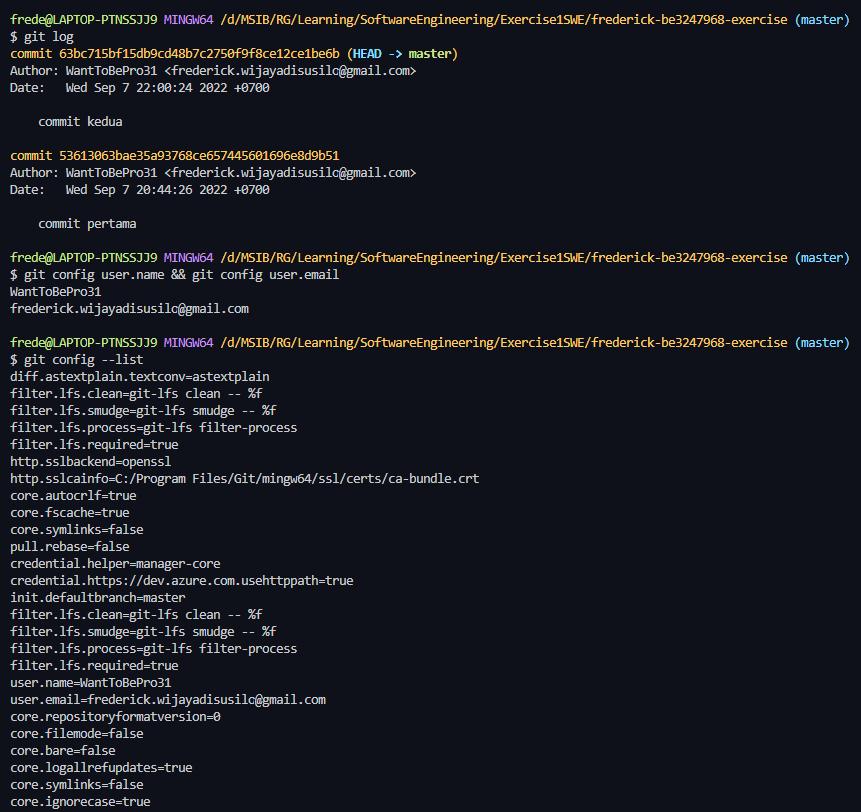 frede@LAPTOP-PTNSSJJ9 MINGW64 /d/MSIB/RG/Learning/SoftwareEngineering/Exercise1SWE/frederick-be3247968-exercise (master)
$ git log
commit 63bc715bf15db9cd48b7c2750f9f8ce12ce1be6b (HEAD -> master)
Author: WantToBePro31 <frederick.wijayadisusilo@gmail.com>
Date:   Wed Sep 7 22:00:24 2022 +0700
    commit kedua
commit 53613063bae35a93768ce657445601696e8d9b51
Author: WantToBePro31 <frederick.wijayadisusilo@gmail.com>
Date:   Wed Sep 7 20:44:26 2022 +0700
    commit pertama
frede@LAPTOP-PTNSSJJ9 MINGW64 /d/MSIB/RG/Learning/SoftwareEngineering/Exercise1SWE/frederick-be3247968-exercise (master)
$ git config user.name && git config user.email
WantToBePro31
frederick.wijayadisusilo@gmail.com
frede@LAPTOP-PTNSSJJ9 MINGW64 /d/MSIB/RG/Learning/SoftwareEngineering/Exercise1SWE/frederick-be3247968-exercise (master)
$ git config --list
diff.astextplain.textconv=astextplain
filter.lfs.clean=git-lfs clean -- %f
filter.lfs.smudge=git-lfs smudge -- %f
filter.lfs.process=git-lfs filter-process
filter.lfs.required=true
http.sslbackend=openssl
http.sslcainfo=C:/Program Files/Git/mingw64/ssl/certs/ca-bundle.crt
core.autocrlf=true
core.fscache=true
core.symlinks=false
pull.rebase=false
credential.helper=manager-core
credential.https://dev.azure.com.usehttppath=true
init.defaultbranch=master
filter.lfs.clean=git-lfs clean -- %f
filter.lfs.smudge=git-lfs smudge -- %f
filter.lfs.process=git-lfs filter-process
filter.lfs.required=true
user.name=WantToBePro31
user.email=frederick.wijayadisusilo@gmail.com
core.repositoryformatversion=0
core.filemode=false
core.bare=false
core.logallrefupdates=true
core.symlinks=false
core.ignorecase=true